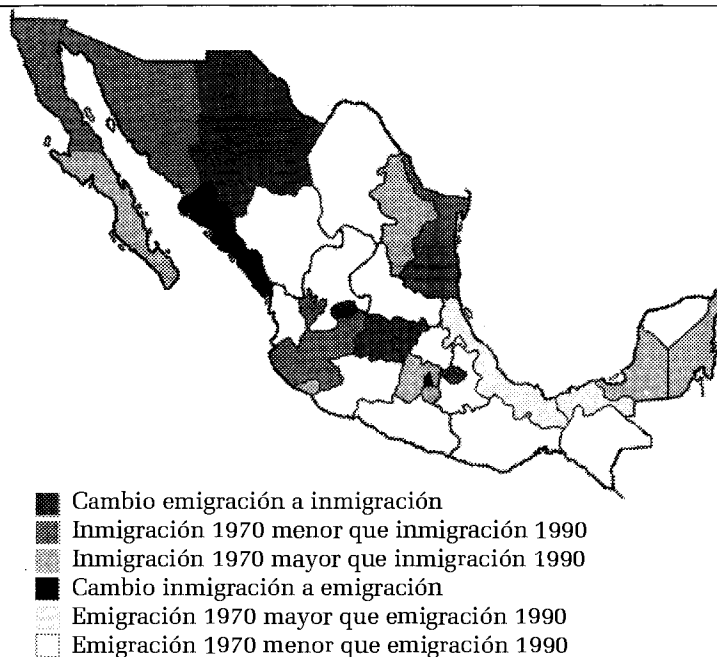 Cambio emigración a inmigración
Inmigración 1970 menor que inmigración 1990
Inmigración 1970 mayor que inmigración 1990
Cambio inmigración a emigración
Emigración 1970 mayor que emigración 1990
Emigración 1970 menor que emigración 1990